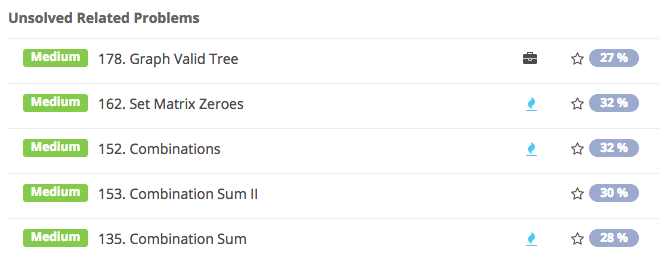 Unsolved Related Problems
Medium 178. Graph Valid Tree 27 %
Medium 162. Set Matrix Zeroes 32 %
Medium 152. Combinations 32 %
Medium 153. Combination Sum II 30 %
Medium 135. Combination Sum 28 %